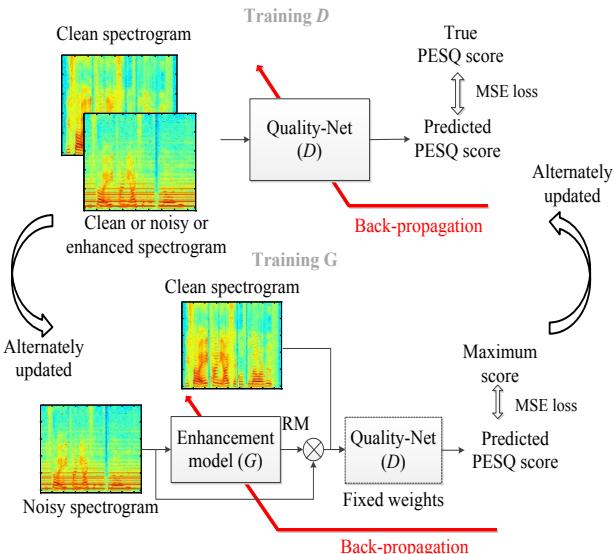 Training D
Clean spectrogram
True
PESQ score
MSE loss
Quality-Net
(D)
Predicted
PESQ score
Clean or noisy or
enhanced spectrogram
Back-propagation
Alternately
updated
Training G
Clean spectrogram
Alternately
updated
Maximum
score
MSE loss
RM
Enhancement
model (G)
Quality-Net
(D)
Predicted
PESQ score
Noisy spectrogram
Fixed weights
Back-propagation